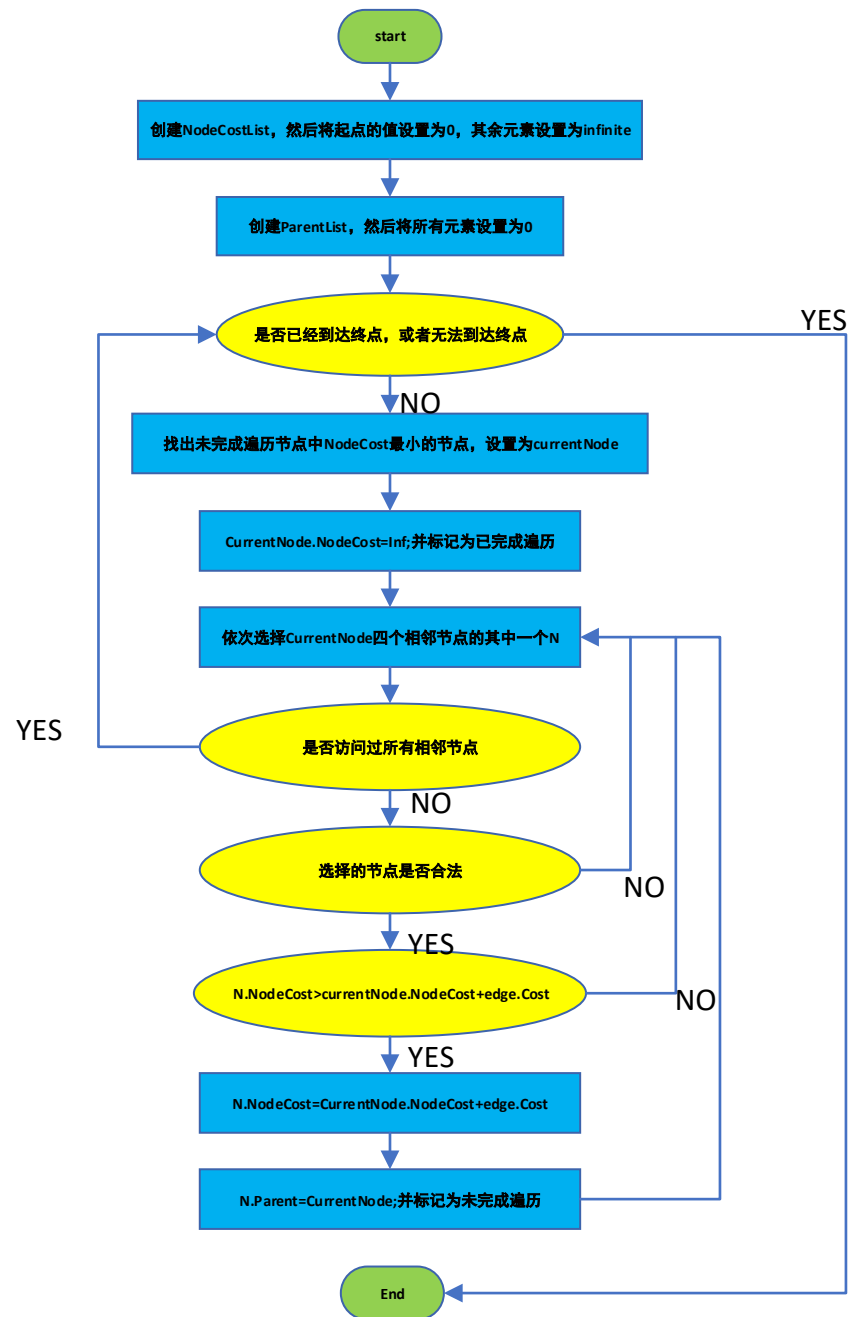 start
创建NodeCostList，然后将起点的值设置为0，其余元素设置为infinite
创建ParentList，然后将所有元素设置为0
是否已经到达终点，或者无法到达终点
YES
NO
找出未完成遍历节点中NodeCost最小的节点，设置为currentNode
CurrentNode.NodeCost=Inf;并标记为已完成遍历
依次选择CurrentNode四个相邻节点的其中一个N
YES
是否访问过所有相邻节点
NO
选择的节点是否合法
NO
YES
N.NodeCost>currentNode.NodeCost+edge.Cost
NO
YES
N.NodeCost=CurrentNode.NodeCost+edge.Cost
N.Parent=CurrentNode;并标记为未完成遍历
End